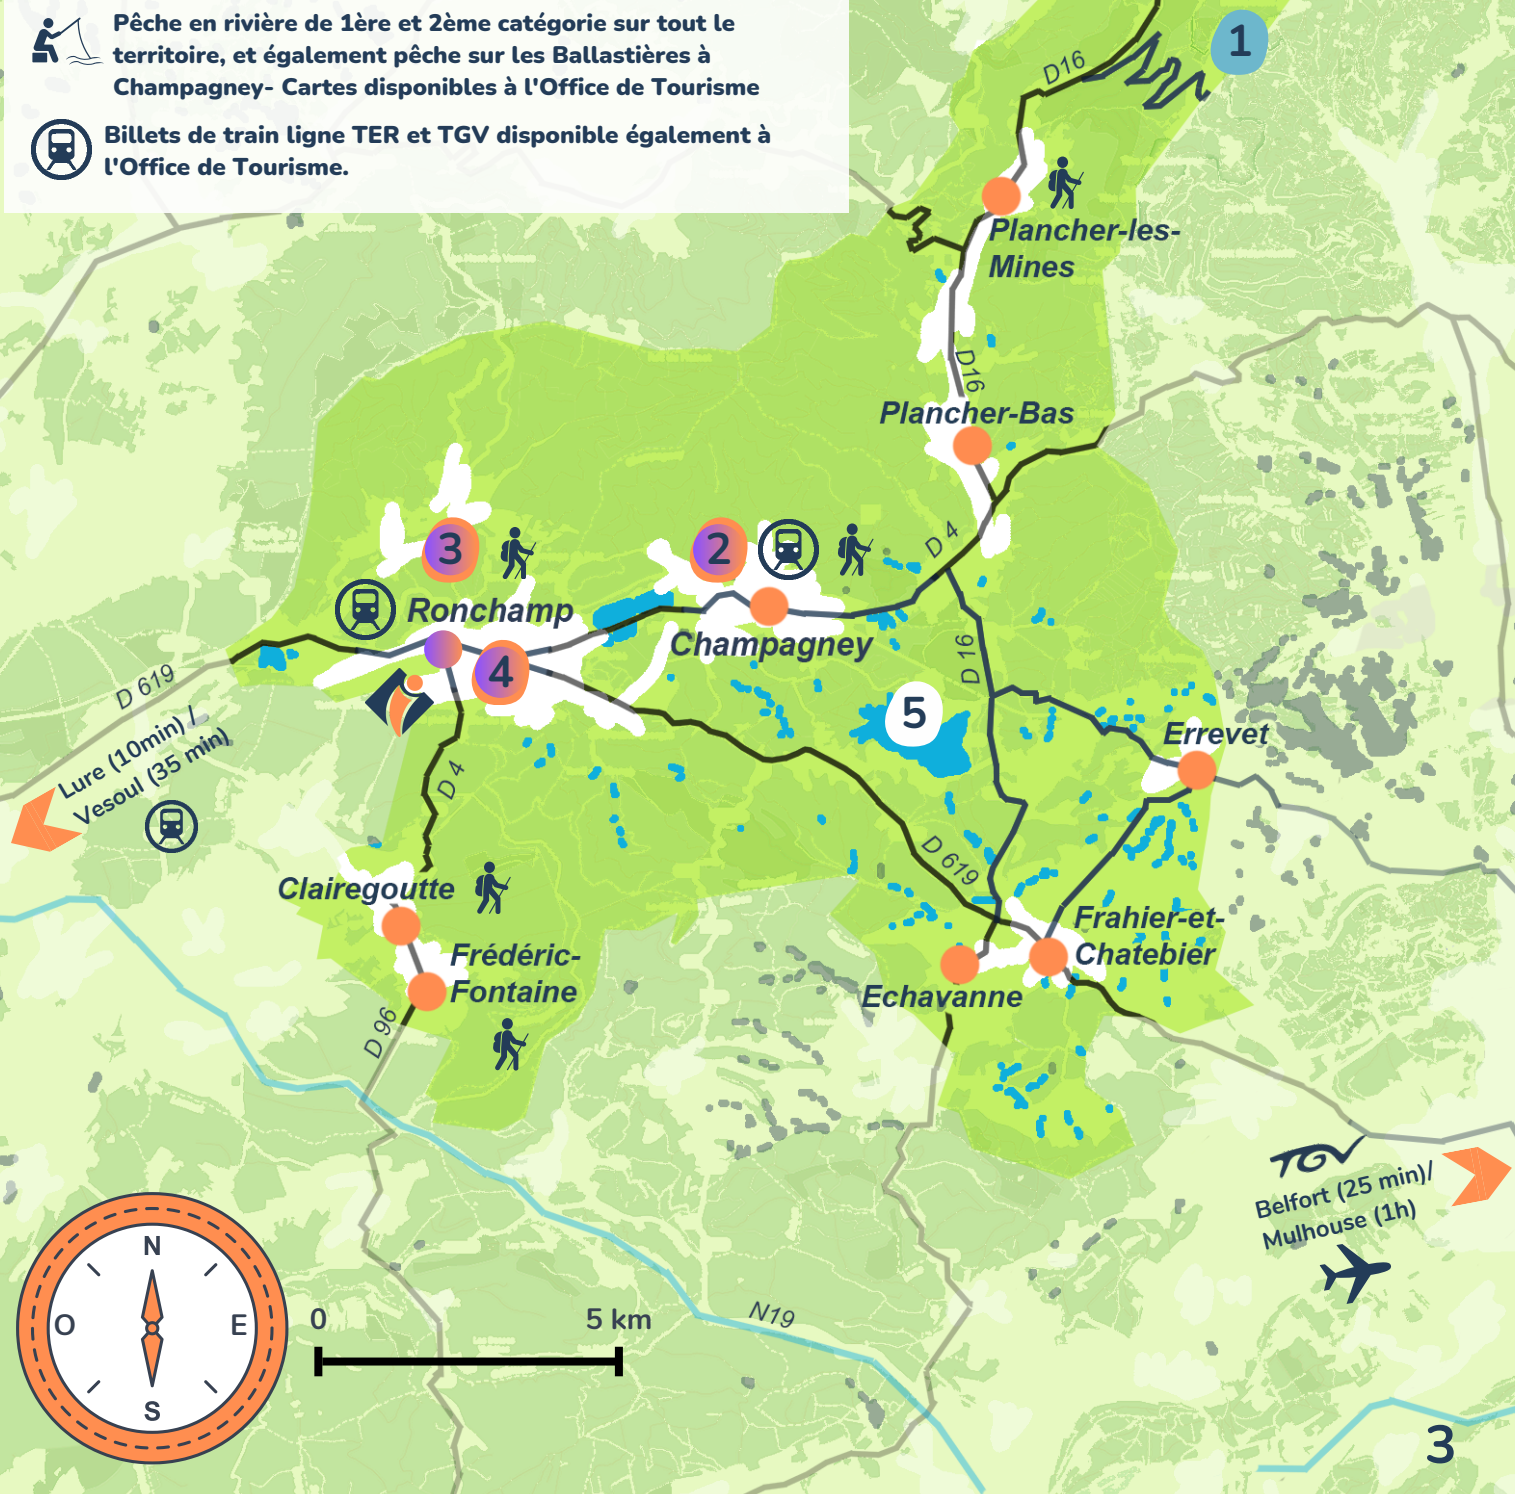 Pêche en rivière de 1ère et 2ème catégorie sur tout le
territoire, et également pêche sur les Ballastières à
Champagney- Cartes disponibles à l'Office de Tourisme
Billets de train ligne TER et TGV disponible également à
l'Office de Tourisme.
1
D16
Plancher-les-
Mines
D16
Plancher-Bas
D 4
3
2
Ronchamp
Champagney
4
D 16
5
Errevet
D 619
Lure (10min) /
Vesoul (35 min)
D 4
D 619
Clairegoutte
Frédéric-
Fontaine
Frahier-et-
Chatebier
Echavanne
D 96
TGV
Belfort (25 min)/
Mulhouse (1h)
N
O
E
S
0
5 km
N19
3